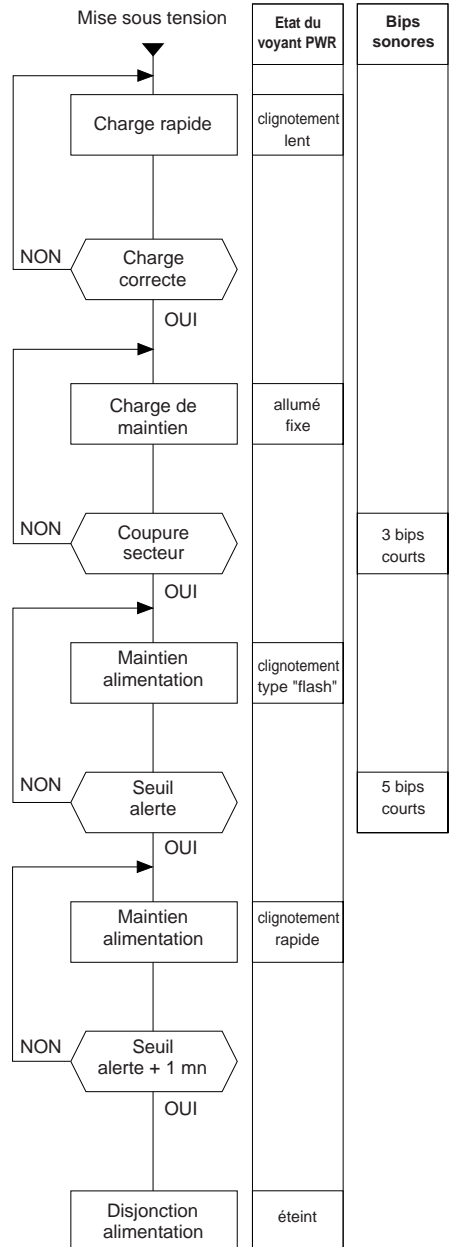 Mise sous tension
Etat du
voyant PWR
Bips
sonores
Charge rapide
clignotement
lent
NON
Charge
correcte
OUI
Charge de
maintien
allumé
fixe
NON
Coupure
secteur
3 bips
courts
OUI
Maintien
alimentation
clignotement
type "flash"
NON
Seuil
alerte
5 bips
courts
OUI
Maintien
alimentation
clignotement
rapide
NON
Seuil
alerte + 1 mn
OUI
Disjonction
alimentation
éteint